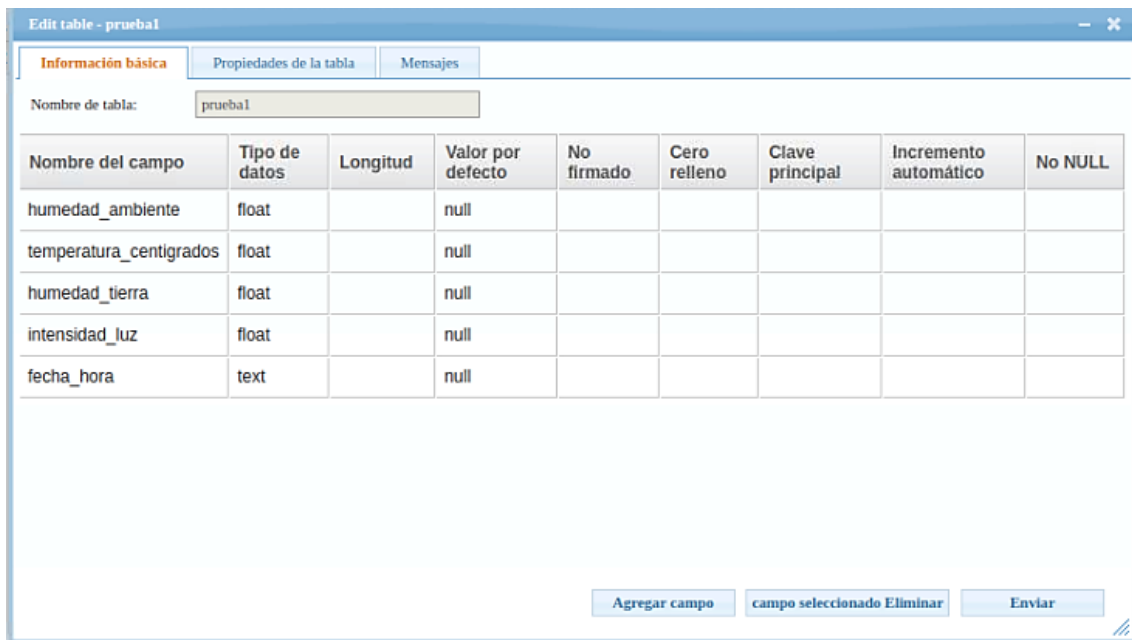 Edit table - prueba1
Información básica Propiedades de la tabla Mensajes
Nombre de tabla: prueba1
Nombre del campo Tipo de datos Longitud Valor por defecto No firmado Cero relleno Clave principal Incremento automático No NULL
humedad_ambiente float null
temperatura_centigrados float null
humedad_tierra float null
intensidad_luz float null
fecha_hora text null
Agregar campo campo seleccionado Eliminar Enviar